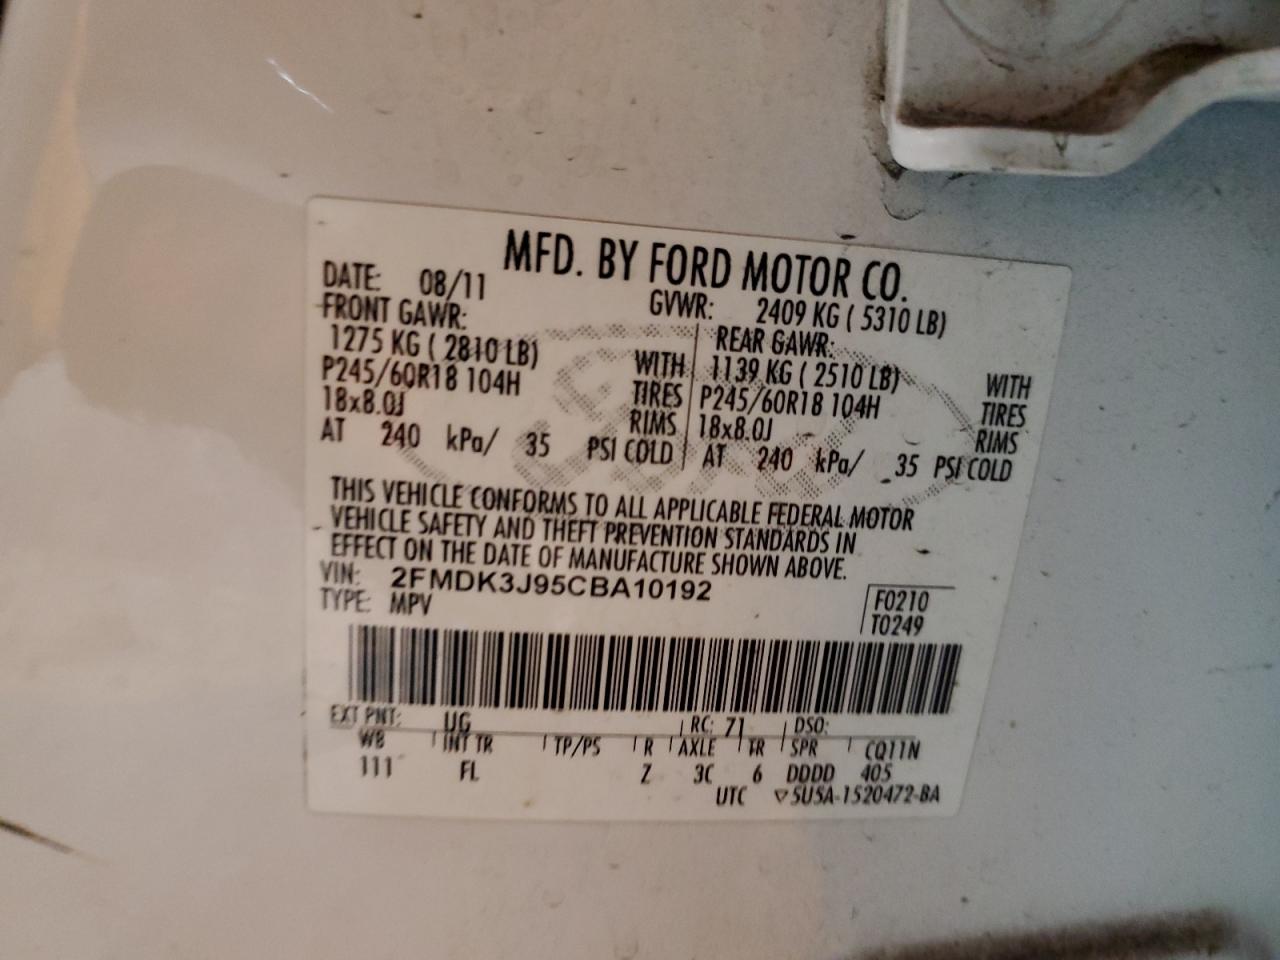 MFD. BY FORD MOTOR CO.
DATE: 08/11 GVWR: 2409 KG ( 5310 LB)
FRONT GAWR: REAR GAWR:
1275 KG ( 2810 LB) WITH 1139 KG ( 2510 LB) WITH
P245/60R18 104H TIRES P245/60R18 104H TIRES
18x8.0J RIMS 18x8.0J RIMS
AT 240 kPa/ 35 PSI COLD AT 240 kPa/ 35 PSI COLD
THIS VEHICLE CONFORMS TO ALL APPLICABLE FEDERAL MOTOR
VEHICLE SAFETY AND THEFT PREVENTION STANDARDS IN
EFFECT ON THE DATE OF MANUFACTURE SHOWN ABOVE.
VIN: 2FMDK3J95CBA10192
TYPE: MPV
F0210
T0249
EXT PNT: UG RC: 71 DSO:
WB INT TR TP/PS R AXLE TR SPR CQ11N
111 FL Z 3C 6 DDDD 405
UTC ▽5U5A-1520472-BA